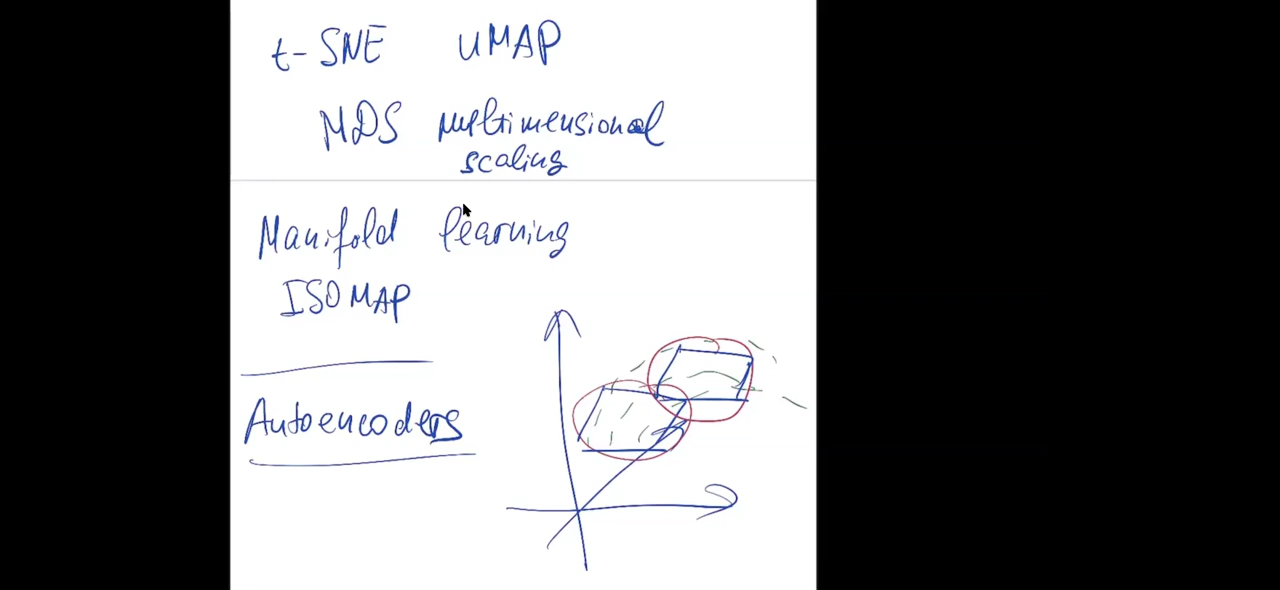 t-SNE UMAP
MDS multimensional
scaling
Manifold learning
ISOMAP
Autoencoders